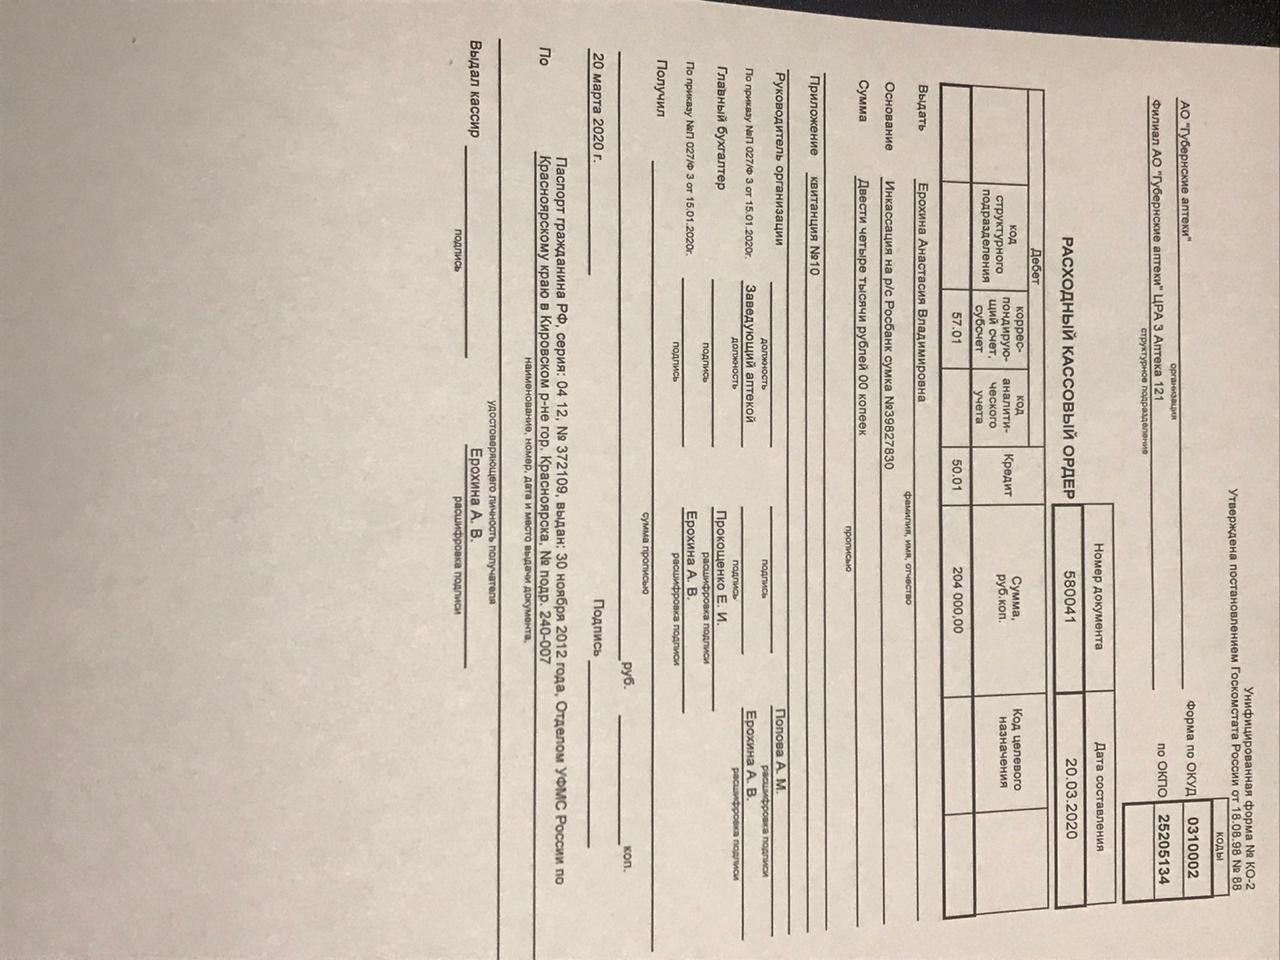 Унифицированная форма № КО-2
Утверждена постановлением Госкомстата России от 18.08.98 № 88
коды
Форма по ОКУД 0310002
АО "Губернские аптеки" по ОКПО 25205134
организация
Филиал АО "Губернские аптеки" ЦРА 3 Аптека 121
структурное подразделение
Номер документа Дата составления
РАСХОДНЫЙ КАССОВЫЙ ОРДЕР 580041 20.03.2020
Дебет Кредит Сумма, руб.коп. Код целевого назначения
код структурного подразделения коррес-пондирую-щий счет, субсчет код аналити-ческого учета
57.01 50.01 204 000,00
Выдать Ерохина Анастасия Владимировна
фамилия, имя, отчество
Основание Инкассация на р/с Росбанк сумка №39827830
Сумма Двести четыре тысячи рублей 00 копеек
прописью
Приложение квитанция №10
Руководитель организации Попова А. М.
должность подпись расшифровка подписи
По приказу №П 027/Ф 3 от 15.01.2020г. Заведующий аптекой Ерохина А. В.
должность подпись расшифровка подписи
Главный бухгалтер Прокощенко Е. И.
подпись расшифровка подписи
По приказу №П 027/Ф 3 от 15.01.2020г. Ерохина А. В.
подпись расшифровка подписи
Получил
сумма прописью
руб. коп.
20 марта 2020 г. Подпись
По Паспорт гражданина РФ, серия: 04 12, № 372109, выдан: 30 ноября 2012 года, Отделом УФМС России по
Красноярскому краю в Кировском р-не гор. Красноярска, № подр. 240-007
наименование, номер, дата и место выдачи документа,
удостоверяющего личность получателя
Выдал кассир Ерохина А. В.
подпись расшифровка подписи